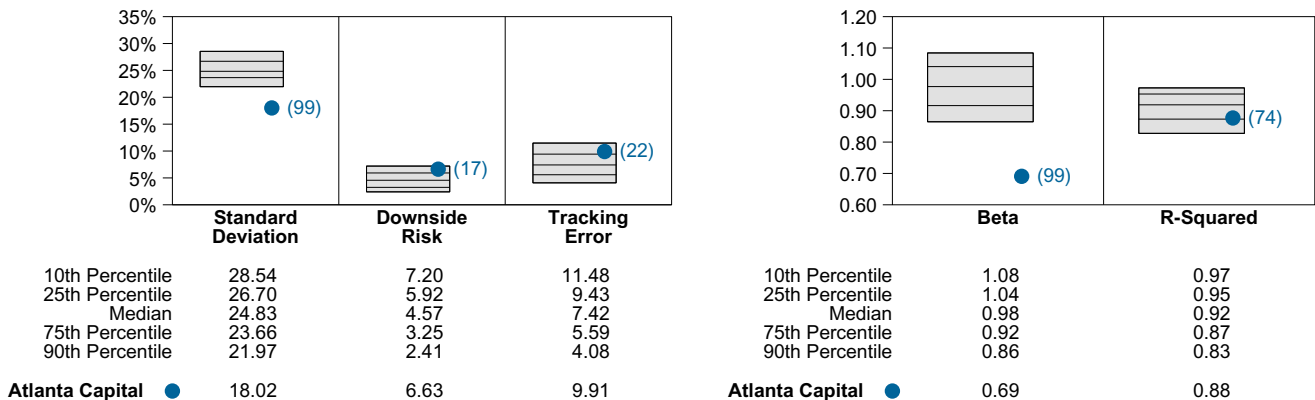 35%
30%
25%
20%
15%
10%
5%
0%
(99)
(17)
(22)
Standard Deviation
Downside Risk
Tracking Error
10th Percentile 28.54 7.20 11.48
25th Percentile 26.70 5.92 9.43
Median 24.83 4.57 7.42
75th Percentile 23.66 3.25 5.59
90th Percentile 21.97 2.41 4.08
Atlanta Capital 18.02 6.63 9.91
1.20
1.10
1.00
0.90
0.80
0.70
0.60
(99)
(74)
Beta
R-Squared
10th Percentile 1.08 0.97
25th Percentile 1.04 0.95
Median 0.98 0.92
75th Percentile 0.92 0.87
90th Percentile 0.86 0.83
Atlanta Capital 0.69 0.88